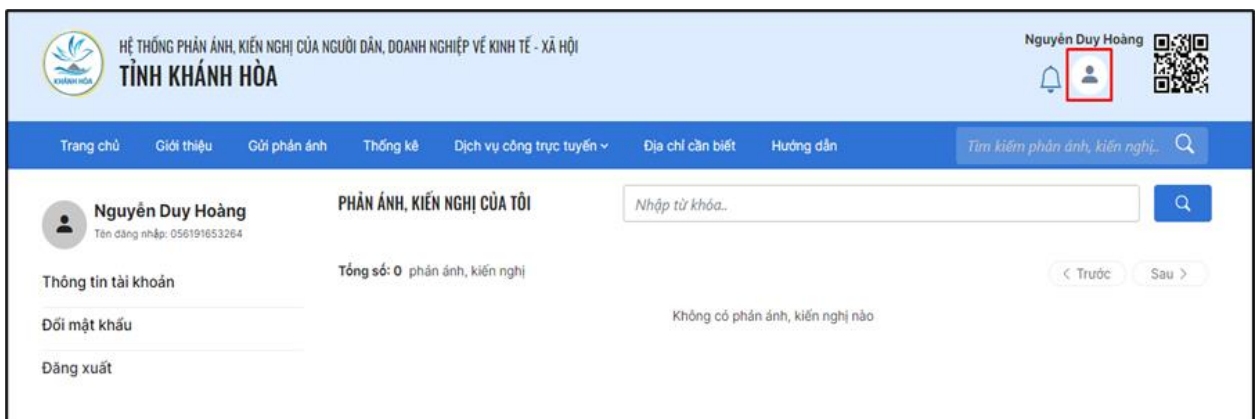 HỆ THỐNG PHẢN ÁNH, KIẾN NGHỊ CỦA NGƯỜI DÂN, DOANH NGHIỆP VỀ KINH TẾ - XÃ HỘI
TỈNH KHÁNH HÒA
KHÁNH HÒA
Nguyễn Duy Hoàng
Trang chủ Giới thiệu Gửi phản ánh Thống kê Dịch vụ công trực tuyến Địa chỉ cần biết Hướng dẫn Tìm kiếm phản ánh, kiến nghị..
Nguyễn Duy Hoàng
Tên đăng nhập: 056191653264
Thông tin tài khoản
Đổi mật khẩu
Đăng xuất
PHẢN ÁNH, KIẾN NGHỊ CỦA TÔI
Nhập từ khóa..
Tổng số: 0 phản ánh, kiến nghị
< Trước Sau >
Không có phản ánh, kiến nghị nào